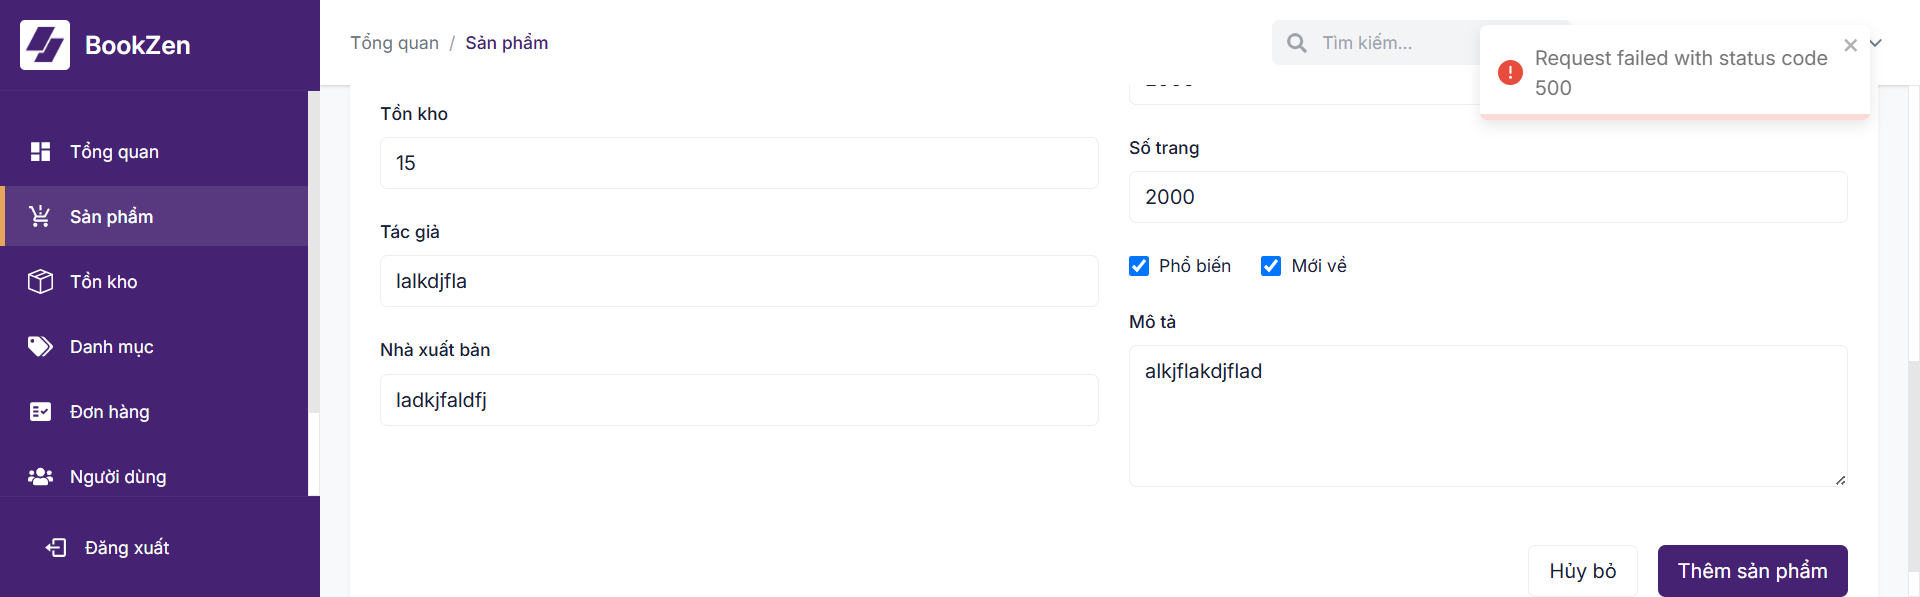 BookZen
Tổng quan
Sản phẩm
Tồn kho
Danh mục
Đơn hàng
Người dùng
Đăng xuất
Tổng quan / Sản phẩm
Tìm kiếm...
Request failed with status code
500
Tồn kho
15
Tác giả
lalkdjfla
Nhà xuất bản
ladkjfaldfj
Số trang
2000
Phổ biến
Mới về
Mô tả
alkjflakdjflad
Hủy bỏ
Thêm sản phẩm